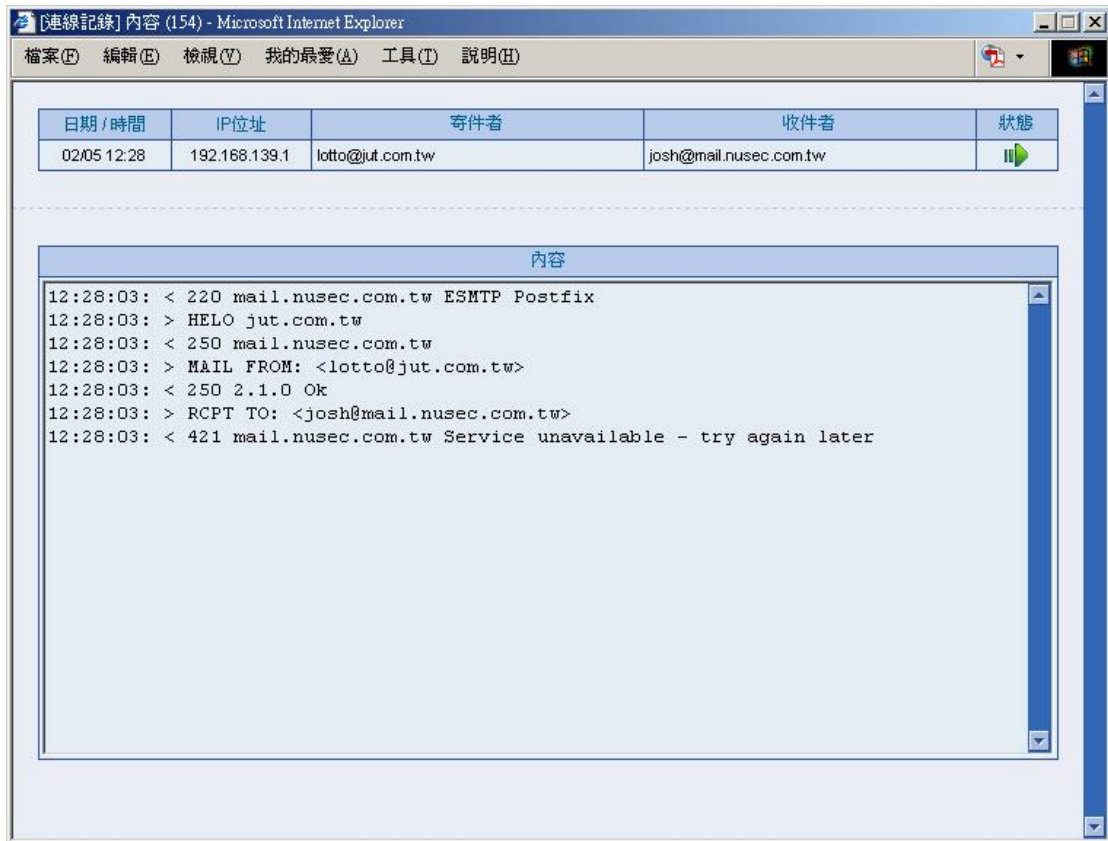 [連線記錄] 內容 (154) - Microsoft Internet Explorer
檔案(F) 編輯(E) 檢視(V) 我的最愛(A) 工具(T) 說明(H)
日期 / 時間 IP位址 寄件者 收件者 狀態
02/05 12:28 192.168.139.1 lotto@jut.com.tw josh@mail.nusec.com.tw
內容
12:28:03: < 220 mail.nusec.com.tw ESMTP Postfix
12:28:03: > HELO jut.com.tw
12:28:03: < 250 mail.nusec.com.tw
12:28:03: > MAIL FROM: <lotto@jut.com.tw>
12:28:03: < 250 2.1.0 Ok
12:28:03: > RCPT TO: <josh@mail.nusec.com.tw>
12:28:03: < 421 mail.nusec.com.tw Service unavailable - try again later